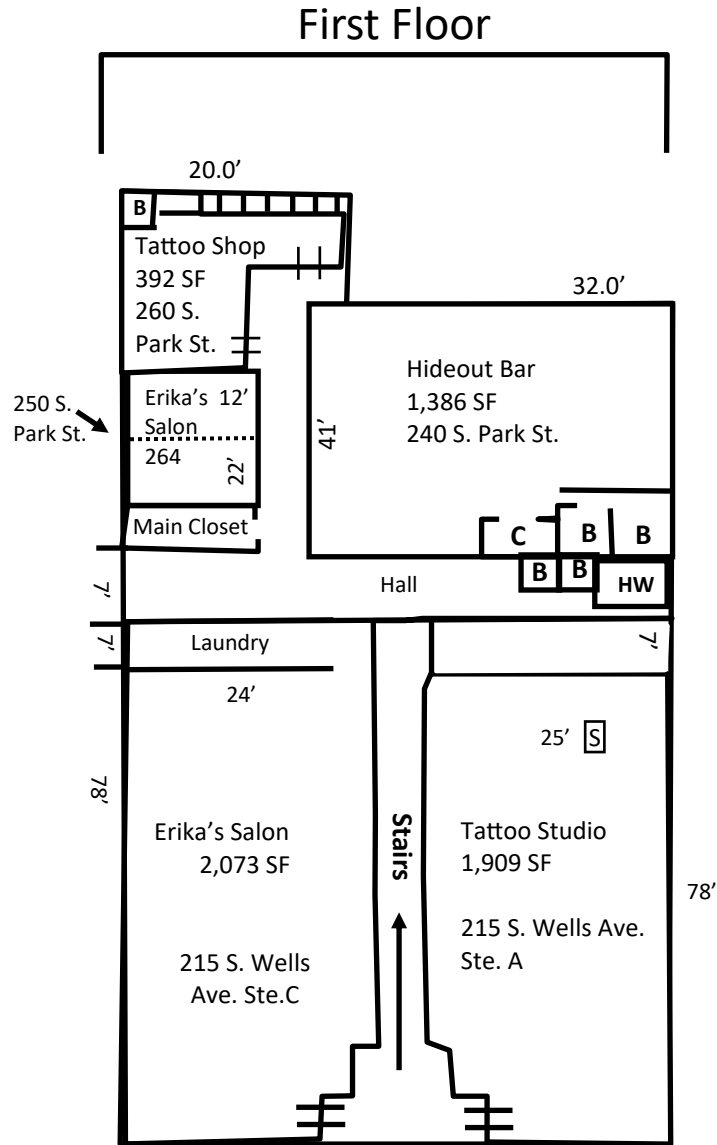 First Floor
20.0’
B
Tattoo Shop
392 SF
260 S.
Park St.
32.0’
Hideout Bar
1,386 SF
240 S. Park St.
41’
250 S.
Park St.
Erika’s 12’
Salon
264
22’
Main Closet
C
B
B
B
B
HW
7’
Hall
7’
Laundry
7’
24’
25’ S
78’
Erika’s Salon
2,073 SF
Stairs
Tattoo Studio
1,909 SF
78’
215 S. Wells
Ave. Ste.C
215 S. Wells Ave.
Ste. A